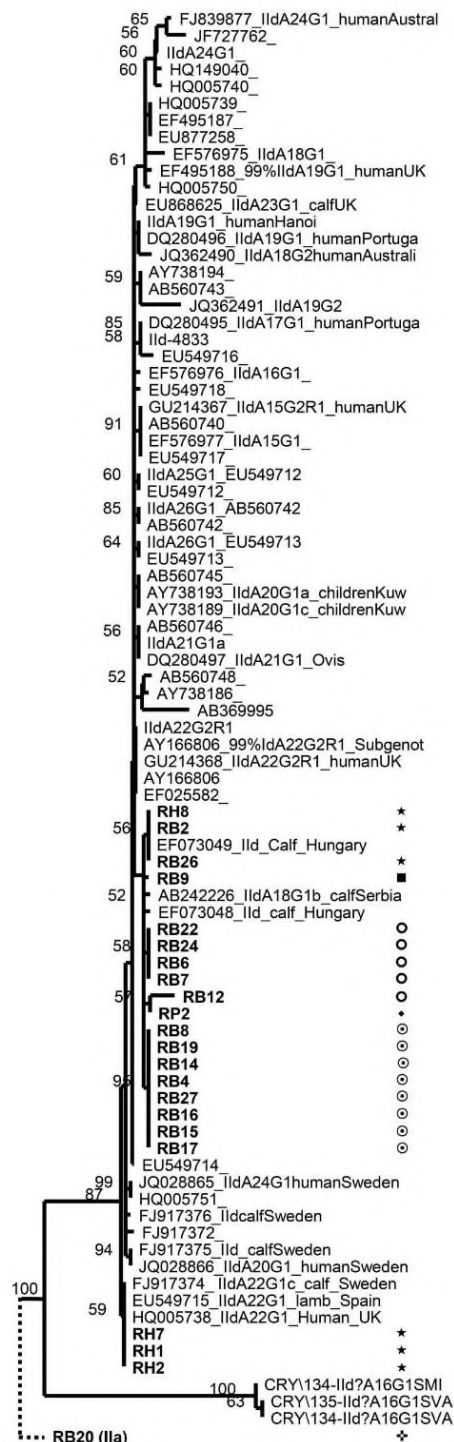 65
FJ839877_IIdA24G1_humanAustral
56
JF727762_
60
IIdA24G1_
60
HQ149040_
HQ005740_
HQ005739_
EF495187_
EU877258_
61
EF576975_IIdA18G1_
EF495188_99%IIdA19G1_humanUK
HQ005750_
EU868625_IIdA23G1_calfUK
IIdA19G1_humanHanoi
DQ280496_IIdA19G1_humanPortuga
JQ362490_IIdA18G2humanAustrali
59
AY738194_
AB560743_
JQ362491_IIdA19G2
85
DQ280495_IIdA17G1_humanPortuga
58
IId-4833
EU549716_
EF576976_IIdA16G1_
EU549718_
GU214367_IIdA15G2R1_humanUK
91
AB560740_
EF576977_IIdA15G1_
EU549717_
60
IIdA25G1_EU549712
EU549712_
85
IIdA26G1_AB560742
AB560742_
64
IIdA26G1_EU549713
EU549713_
AB560745_
AY738193_IIdA20G1a_childrenKuw
AY738189_IIdA20G1c_childrenKuw
AB560746_
56
IIdA21G1a
DQ280497_IIdA21G1_Ovis
52
AB560748_
AY738186_
AB369995
IIdA22G2R1
AY166806_99%IdA22G2R1_Subgenot
GU214368_IIdA22G2R1_humanUK
AY166806
EF025582_
RH8 ★
56
RB2 ★
EF073049_IId_Calf_Hungary
RB26 ★
RB9 ■
52
AB242226_IIdA18G1b_calfSerbia
EF073048_IId_calf_Hungary
RB22
58
RB24
RB6
RB7
57
RB12
RP2
RB8
RB19
RB14
95
RB4
RB27
RB16
RB15
RB17
EU549714_
99
JQ028865_IIdA24G1humanSweden
87
HQ005751_
FJ917376_IIdcalfSweden
FJ917372_
94
FJ917375_IId_calfSweden
JQ028866_IIdA20G1_humanSweden
100
FJ917374_IIdA22G1c_calf_Sweden
59
EU549715_IIdA22G1_lamb_Spain
HQ005738_IIdA22G1_Human_UK
RH7 ★
RH1 ★
RH2 ★
100
CRY\134-IId?A16G1SMI
63
CRY\135-IId?A16G1SVA
CRY\134-IId?A16G1SVA
RB20 (IIa)